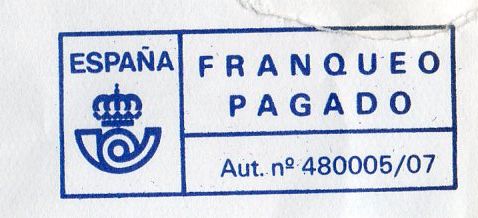 ESPAÑA
FRANQUEO
PAGADO
Aut. nº 480005/07